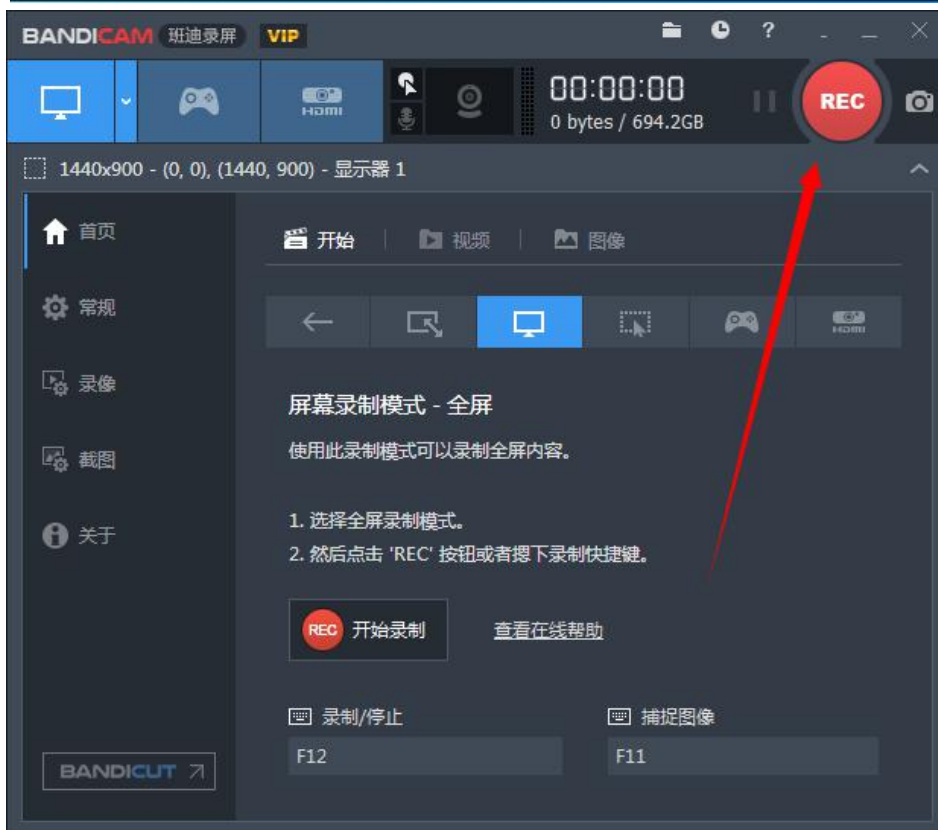 BANDICAM 班迪录屏 VIP
?
HDMI
00:00:00
0 bytes / 694.2GB
REC
1440x900 - (0, 0), (1440, 900) - 显示器 1
首页
开始
视频
图像
常规
HDMI
录像
屏幕录制模式 - 全屏
使用此录制模式可以录制全屏内容。
截图
1. 选择全屏录制模式。
关于
2. 然后点击 'REC' 按钮或者摁下录制快捷键。
REC 开始录制
查看在线帮助
录制/停止
捕捉图像
F12
F11
BANDICUT